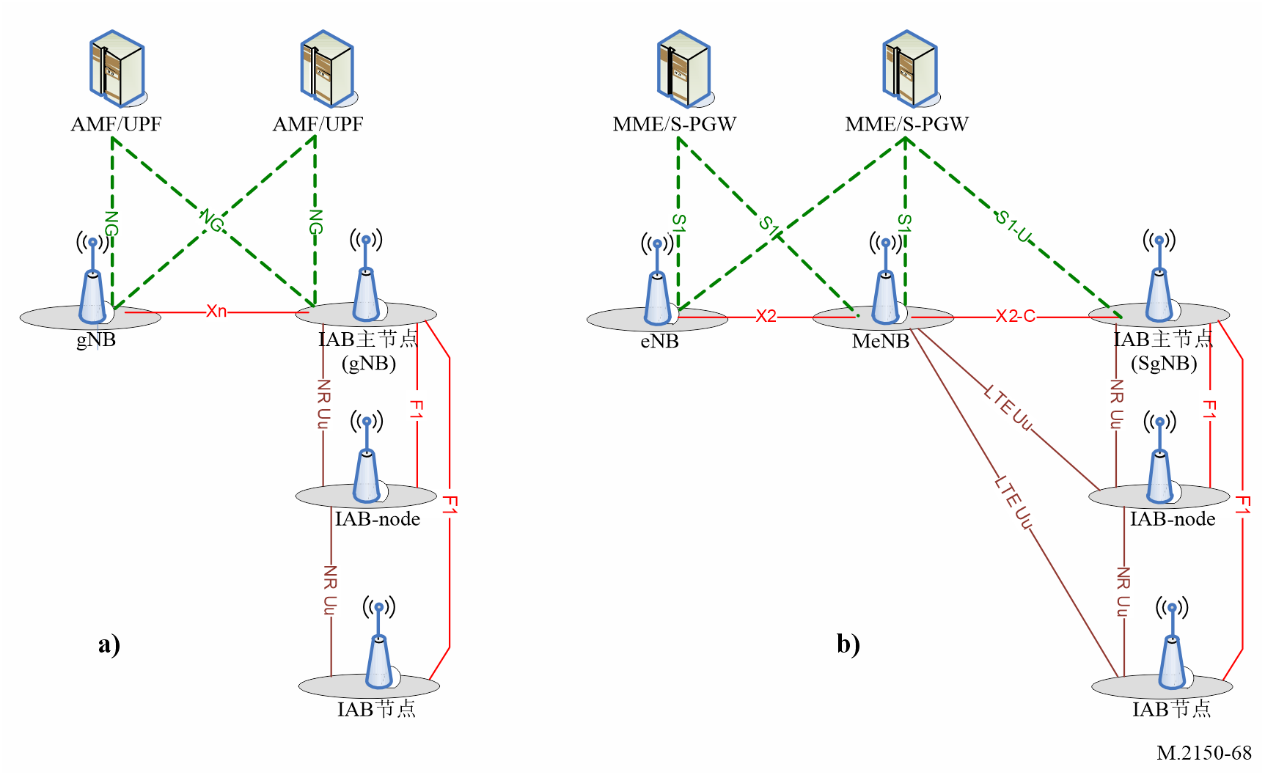 AMF/UPF
AMF/UPF
MME/S-PGW
MME/S-PGW
NG
NG
NG
S1
S1
S1
S1-U
Xn
X2
X2-C
gNB
IAB主节点
(gNB)
eNB
MeNB
IAB主节点
(SgNB)
NR Uu
F1
LTE Uu
NR Uu
F1
IAB-node
F1
LTE Uu
IAB-node
F1
NR Uu
NR Uu
a)
b)
IAB节点
IAB节点
M.2150-68